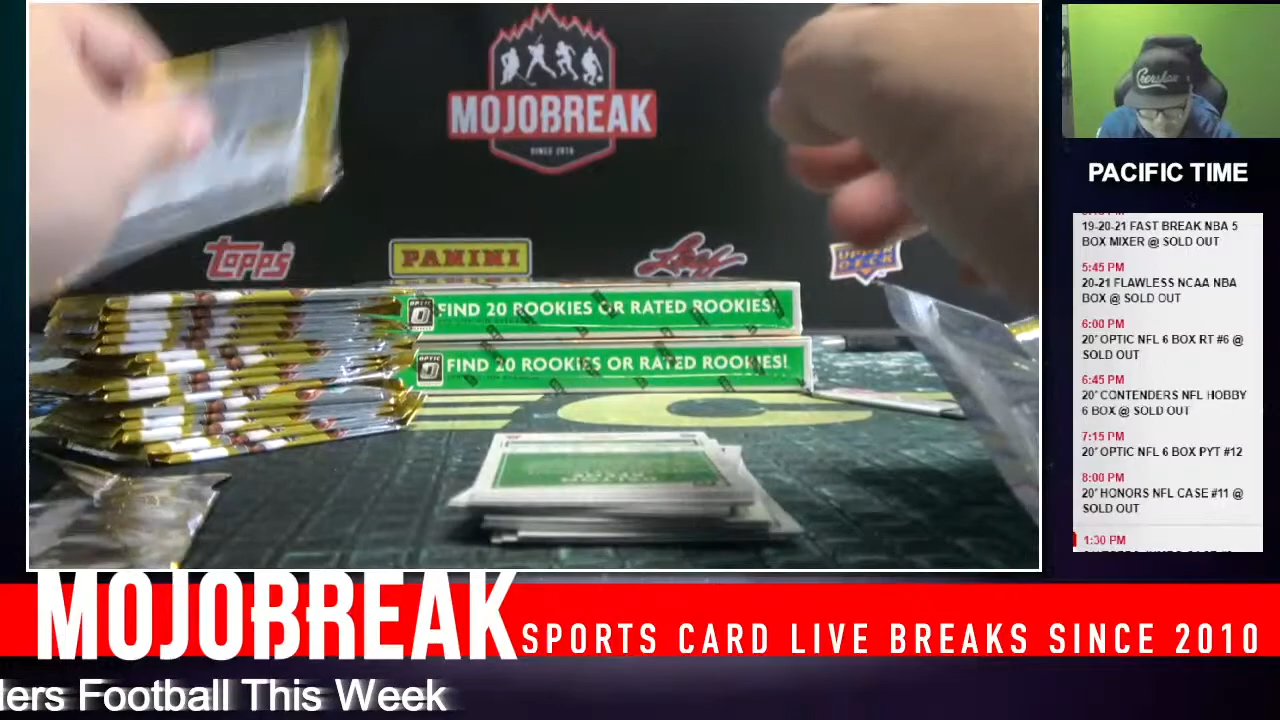 MOJOBREAK
SINCE 2010
topps
PANINI
Leaf
UPPER DECK
OPTIC
FIND 20 ROOKIES OR RATED ROOKIES!
OPTIC
FIND 20 ROOKIES OR RATED ROOKIES!
Crenshaw
PACIFIC TIME
19-20-21 FAST BREAK NBA 5
BOX MIXER @ SOLD OUT
5:45 PM
20-21 FLAWLESS NCAA NBA
BOX @ SOLD OUT
6:00 PM
20" OPTIC NFL 6 BOX RT #6 @
SOLD OUT
6:45 PM
20" CONTENDERS NFL HOBBY
6 BOX @ SOLD OUT
7:15 PM
20" OPTIC NFL 6 BOX PYT #12
8:00 PM
20" HONORS NFL CASE #11 @
SOLD OUT
1:30 PM
MOJOBREAK
SPORTS CARD LIVE BREAKS SINCE 2010
ders Football This Week